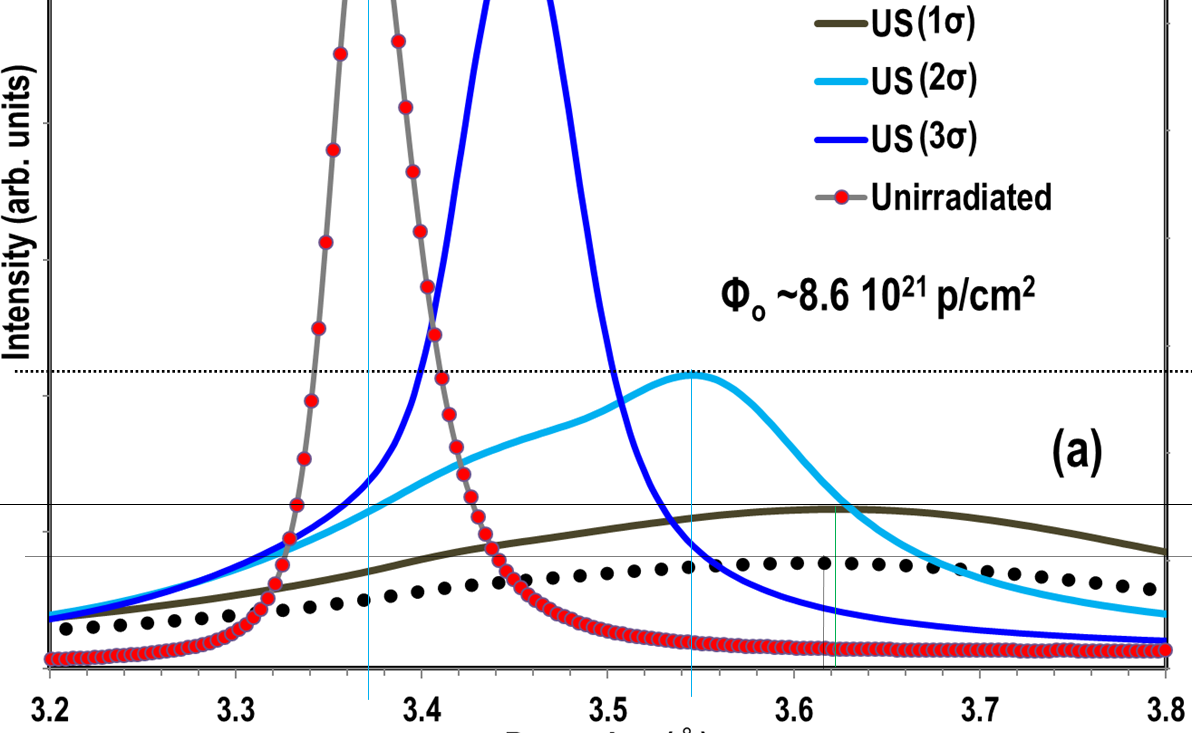 US (1σ)
US (2σ)
US (3σ)
Unirradiated
Intensity (arb. units)
Φo ~8.6 10²¹ p/cm²
(a)
3.2 3.3 3.4 3.5 3.6 3.7 3.8